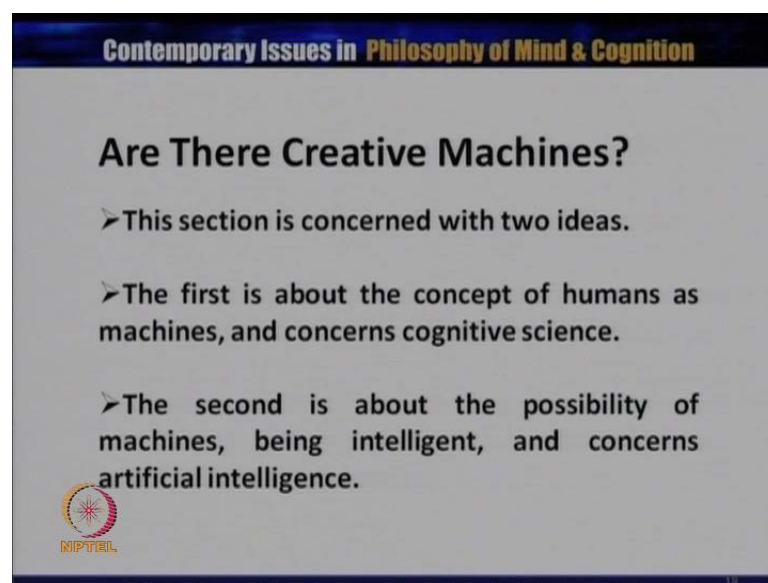 Contemporary Issues in Philosophy of Mind & Cognition
Are There Creative Machines?
➢This section is concerned with two ideas.
➢The first is about the concept of humans as
machines, and concerns cognitive science.
➢The second is about the possibility of
machines, being intelligent, and concerns
artificial intelligence.
NPTEL